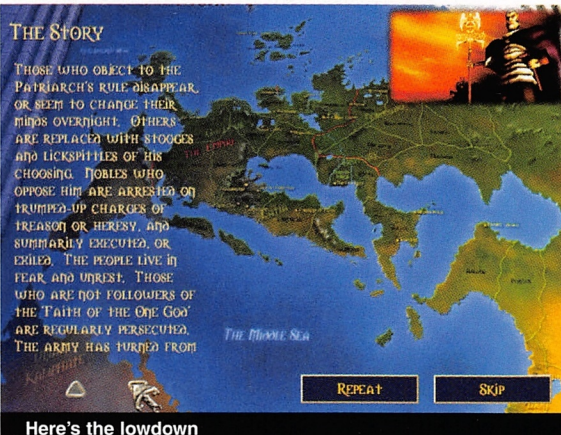 The Story
Those who object to the
Patriarch's rule disappear,
or seem to change their
minds overnight. Others
are replaced with stooges
and lickspittles of his
choosing. Nobles who
oppose him are arrested on
trumped-up charges of
treason or heresy, and
summarily executed, or
exiled. The people live in
fear and unrest. Those
who are not followers of
the 'Faith of the One God'
are regularly persecuted.
The army has turned from
The Empire
The Middle Sea
Repeat
Skip
Here's the lowdown